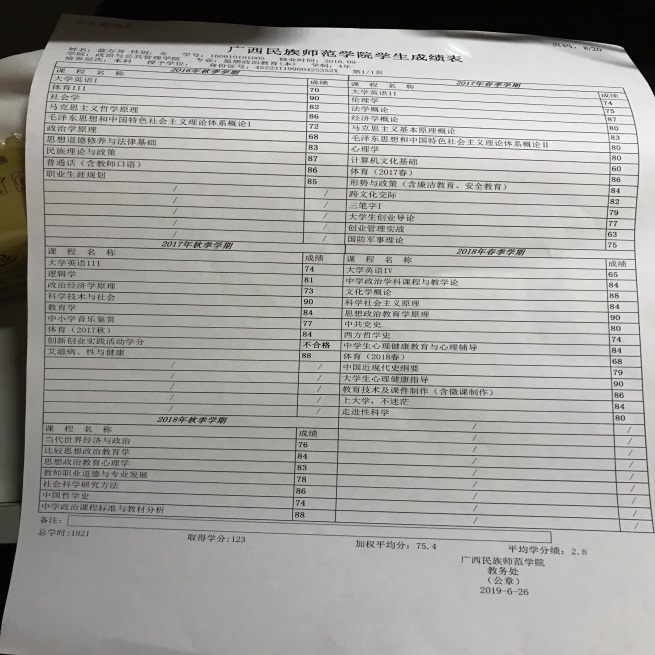 广西民族师范学院学生成绩表
页码：8/20
学号：160910101005 修业时间：2016.09-
学院：政治与公共管理学院 专业：思想政治教育(本) 学制：4年
培养层次：本科 授予学位： 身份证号： 第1/1页
2016年秋季学期
课 程 名 称 成绩
大学英语I 70
体育III 90
社会学 82
马克思主义哲学原理 86
毛泽东思想和中国特色社会主义理论体系概论I 72
政治学原理 68
思想道德修养与法律基础 83
民族理论与政策 87
普通话（含教师口语） 86
职业生涯规划 85
/ /
/ /
/ /
/ /
/ /
2017年春季学期
课 程 名 称 成绩
大学英语II
伦理学 74
法学概论 75
经济学概论 87
马克思主义基本原理概论 80
毛泽东思想和中国特色社会主义理论体系概论II 83
心理学 80
计算机文化基础 60
体育（2017春） 86
形势与政策（含廉洁教育、安全教育） 84
跨文化交际 82
三笔字I 79
大学生创业导论 77
创业管理实战 63
国防军事理论 75
2017年秋季学期
课 程 名 称 成绩
大学英语III 74
逻辑学 81
政治经济学原理 73
科学技术与社会 90
教育学 84
中小学音乐鉴赏 77
体育（2017秋） 84
创新创业实践活动学分 不合格
艾滋病、性与健康 88
/ /
/ /
/ /
/ /
/ /
2018年春季学期
课 程 名 称 成绩
大学英语IV 65
中学政治学科课程与教学论 84
文化学概论 88
科学社会主义原理 84
思想政治教育学原理 90
中共党史 80
西方哲学史 74
中学生心理健康教育与心理辅导 84
体育（2018春） 68
中国近现代史纲要 79
大学生心理健康指导 90
教育技术及课件制作（含微课制作） 86
上大学，不迷茫 84
走进性科学 80
2018年秋季学期
课 程 名 称 成绩
当代世界经济与政治 76
比较思想政治教育学 84
思想政治教育心理学 83
教师职业道德与专业发展 78
社会科学研究方法 86
中国哲学史 74
中学政治课程标准与教材分析 88
/ /
/ /
/ /
/ /
/ /
/ /
/ /
/ /
/ /
备注：
总学时:1821 取得学分:123 加权平均分：75.4 平均学分绩：2.8
广西民族师范学院
教务处
（公章）
2019-6-26